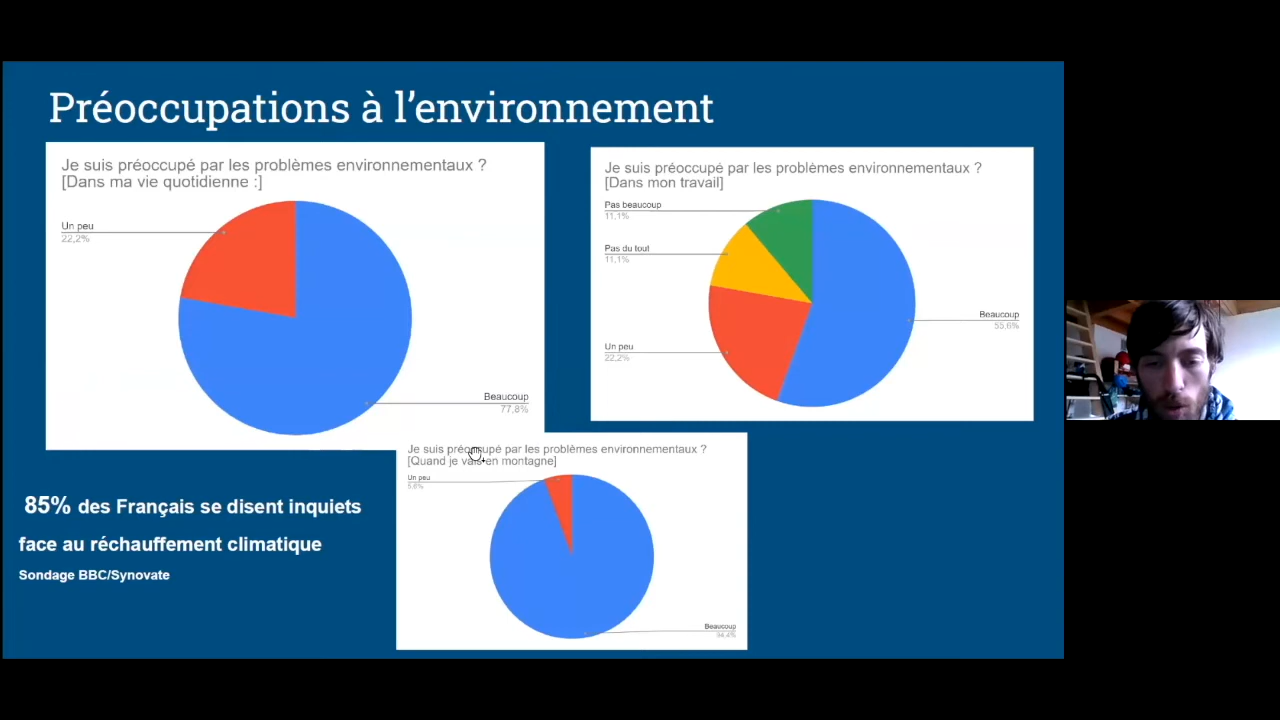 Préoccupations à l'environnement
Je suis préoccupé par les problèmes environnementaux ?
[Dans ma vie quotidienne :]
Un peu
22,2%
Beaucoup
77,8%
Je suis préoccupé par les problèmes environnementaux ?
[Dans mon travail]
Pas beaucoup
11,1%
Pas du tout
11,1%
Un peu
22,2%
Beaucoup
55,6%
Je suis préoccupé par les problèmes environnementaux ?
[Quand je vais en montagne]
Un peu
5,6%
Beaucoup
94,4%
85% des Français se disent inquiets
face au réchauffement climatique
Sondage BBC/Synovate